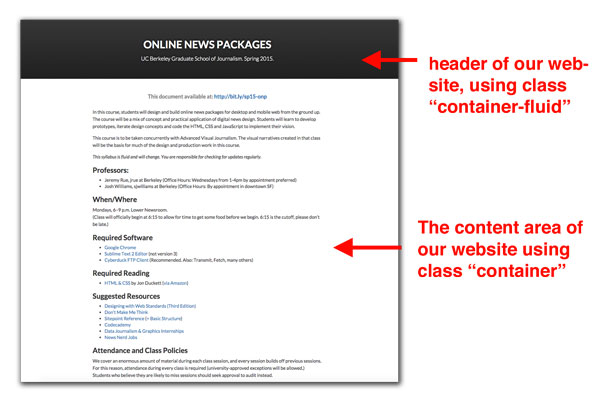 ONLINE NEWS PACKAGES
UC Berkeley Graduate School of Journalism. Spring 2015.
This document available at: http://bit.ly/sp15-onp
In this course, students will design and build online news packages for desktop and mobile web from the ground up.
The course will be a mix of concept and practical application of digital news design. Students will learn to develop
prototypes, iterate design concepts and code the HTML, CSS and JavaScript to implement their vision.
This course is to be taken concurrently with Advanced Visual Journalism. The visual narratives created in that class
will be the basis for much of the design and production work in this course.
This syllabus is fluid and will change. You are responsible for checking for updates regularly.
Professors:
• Jeremy Rue, jrue at Berkeley (Office Hours: Wednesdays from 1-4pm by appointment preferred)
• Josh Williams, sjwilliams at Berkeley (Office Hours: By appointment in downtown SF)
When/Where
Mondays, 6-9 p.m. Lower Newsroom.
(Class will officially begin at 6:15 to allow for time to get some food before we begin. 6:15 is the cutoff, please don't
be late.)
Required Software
• Google Chrome
• Sublime Text 2 Editor (not version 3)
• Cyberduck FTP Client (Recommended. Also: Transmit, Fetch, many others)
Required Reading
• HTML & CSS by Jon Duckett (via Amazon)
Suggested Resources
• Designing with Web Standards (Third Edition)
• Don't Make Me Think
• Sitepoint Reference (+ Basic Structure)
• Codecademy
• Data Journalism & Graphics Internships
• News Nerd Jobs
Attendance and Class Policies
We cover an enormous amount of material during each class session, and every session builds off previous sessions.
For this reason, attendance during every class is required (university-approved exceptions will be allowed.)
Students who believe they are likely to miss sessions should seek approval to audit instead.
header of our web-
site, using class
“container-fluid”
The content area of
our website using
class “container”